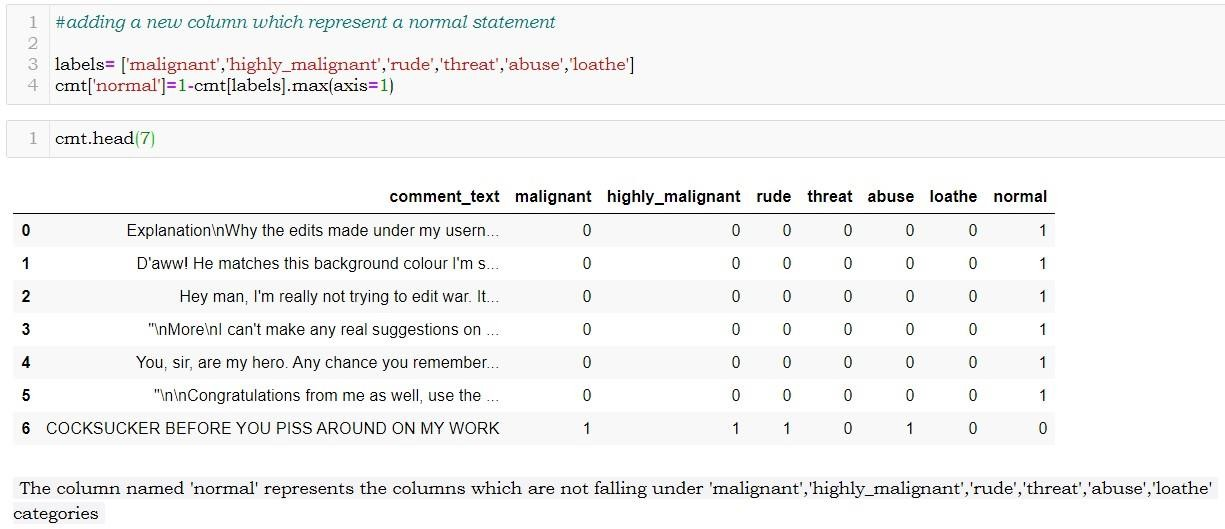 1 #adding a new column which represent a normal statement
2
3 labels= ['malignant','highly_malignant','rude','threat','abuse','loathe']
4 cmt['normal']=1-cmt[labels].max(axis=1)
1 cmt.head(7)
comment_text malignant highly_malignant rude threat abuse loathe normal
0 Explanation\nWhy the edits made under my usern... 0 0 0 0 0 0 1
1 D'aww! He matches this background colour I'm s... 0 0 0 0 0 0 1
2 Hey man, I'm really not trying to edit war. It... 0 0 0 0 0 0 1
3 "\nMore\nI can't make any real suggestions on ... 0 0 0 0 0 0 1
4 You, sir, are my hero. Any chance you remember... 0 0 0 0 0 0 1
5 "\n\nCongratulations from me as well, use the ... 0 0 0 0 0 0 1
6 COCKSUCKER BEFORE YOU PISS AROUND ON MY WORK 1 1 1 0 1 0 0
The column named 'normal' represents the columns which are not falling under 'malignant','highly_malignant','rude','threat','abuse','loathe'
categories